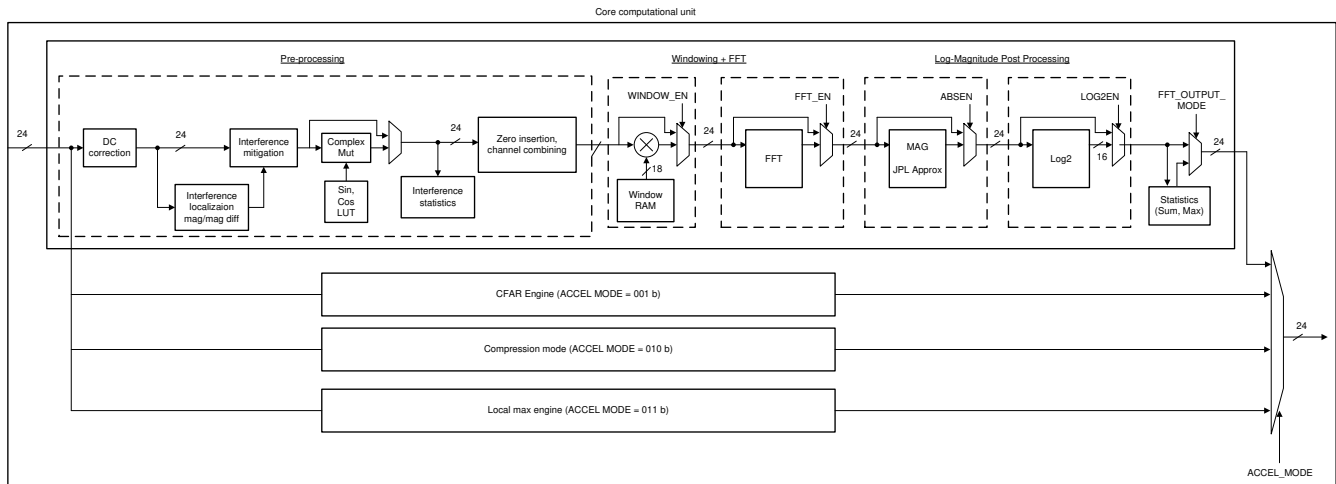 Core computational unit
Pre-processing
Windowing + FFT
Log-Magnitude Post Processing
WINDOW_EN
FFT_EN
ABSEN
LOG2EN
FFT_OUTPUT_
MODE
24
DC
correction
24
Interference
mitigation
Complex
Mut
24
Zero insertion,
channel combining
24
FFT
24
MAG
JPL Approx
24
Log2
16
24
18
Interference
localizaion
mag/mag diff
Sin,
Cos
LUT
Interference
statistics
Window
RAM
Statistics
(Sum, Max)
CFAR Engine (ACCEL MODE = 001 b)
24
Compression mode (ACCEL MODE = 010 b)
Local max engine (ACCEL MODE = 011 b)
ACCEL_MODE